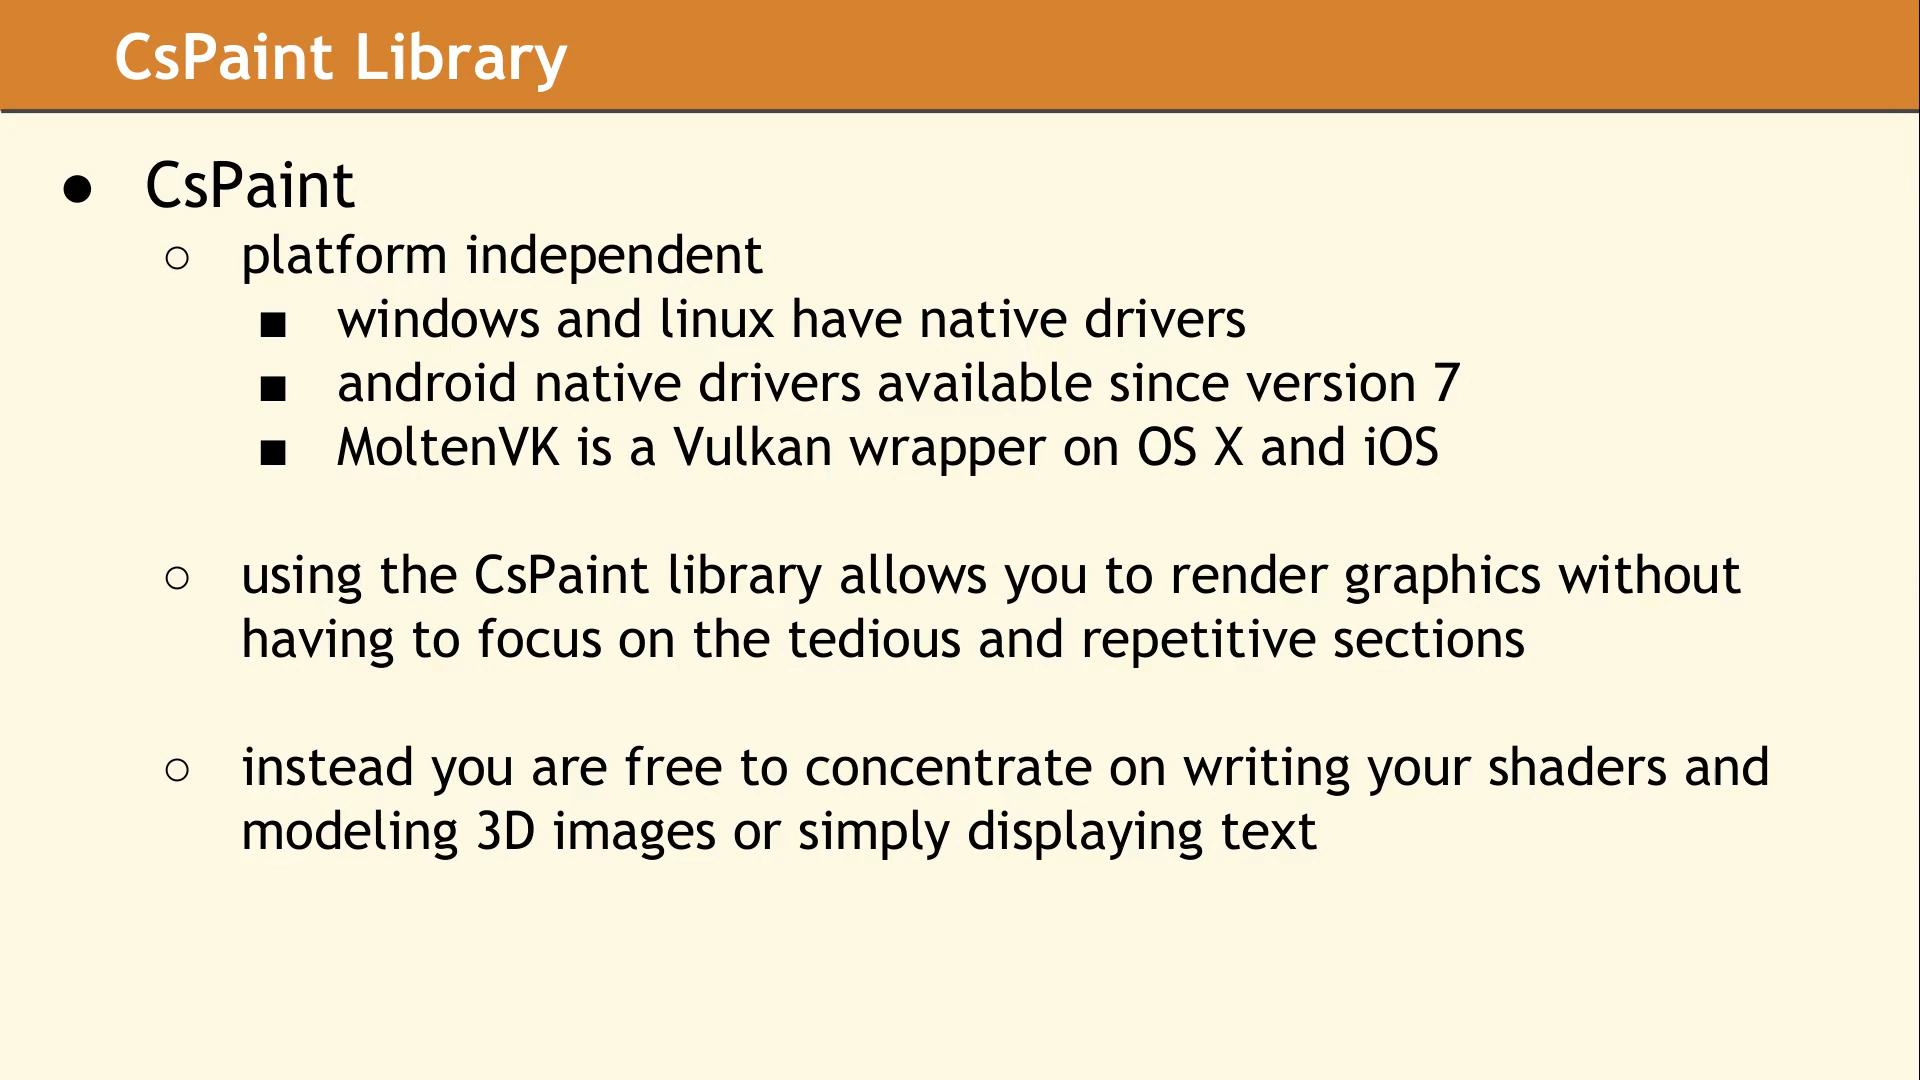 CsPaint Library
● CsPaint
○ platform independent
■ windows and linux have native drivers
■ android native drivers available since version 7
■ MoltenVK is a Vulkan wrapper on OS X and iOS
○ using the CsPaint library allows you to render graphics without
having to focus on the tedious and repetitive sections
○ instead you are free to concentrate on writing your shaders and
modeling 3D images or simply displaying text